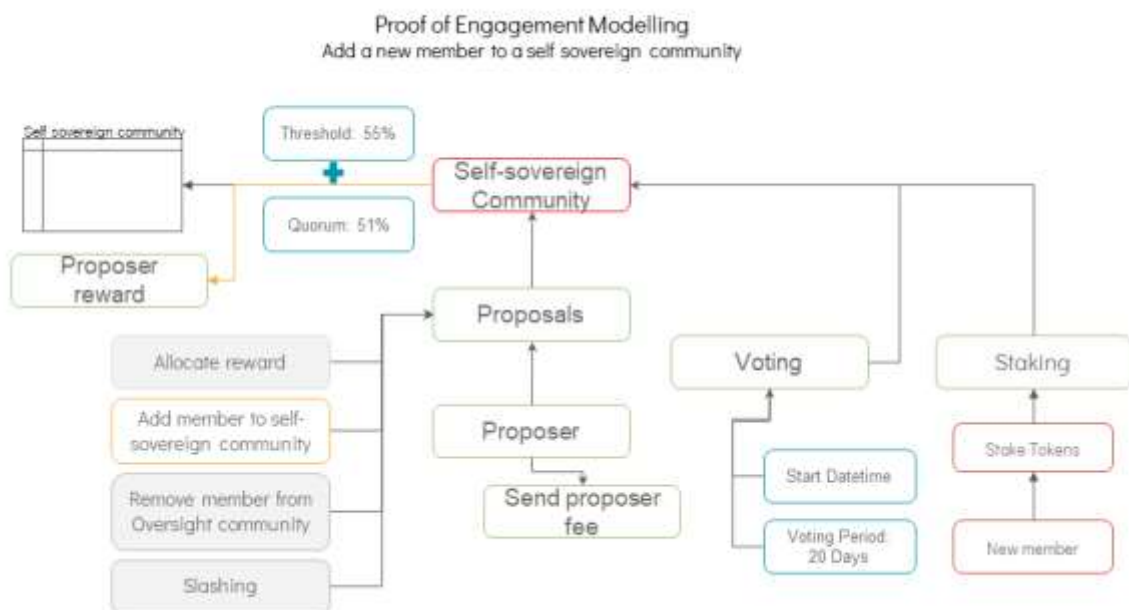 Proof of Engagement Modelling
Add a new member to a self sovereign community
Self sovereign community
Threshold: 55%
Self-sovereign
Community
Quorum: 51%
Proposer
reward
Proposals
Allocate reward
Voting
Staking
Add member to self-
sovereign community
Proposer
Stake Tokens
Start Datetime
Remove member from
Oversight community
Send proposer
fee
Voting Period:
20 Days
New member
Slashing